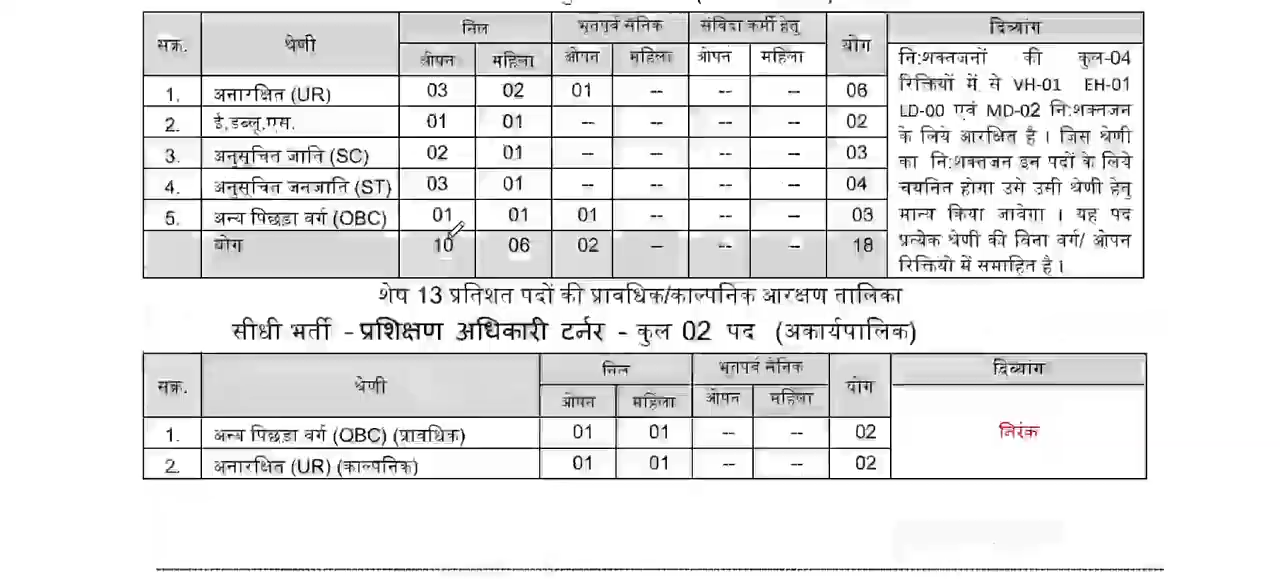 सक्र. श्रेणी निल भूतपूर्व सैनिक संविदा कर्मी हेतु योग दिव्यांग
ओपन महिला ओपन महिला ओपन महिला
1. अनारक्षित (UR) 03 02 01 -- -- -- 06
2. ई.डब्लू.एस. 01 01 -- -- -- -- 02
3. अनुसूचित जाति (SC) 02 01 -- -- -- -- 03
4. अनुसूचित जनजाति (ST) 03 01 -- -- -- -- 04
5. अन्य पिछड़ा वर्ग (OBC) 01 01 01 -- -- -- 03
योग 10 06 02 -- -- -- 18
नि:शक्तजनों की कुल-04
रिक्तियों में से VH-01 EH-01
LD-00 एवं MD-02 नि:शक्तजन
के लिये आरक्षित है । जिस श्रेणी
का नि:शक्तजन इन पदों के लिये
चयनित होगा उसे उसी श्रेणी हेतु
मान्य किया जावेगा । यह पद
प्रत्येक श्रेणी की बिना वर्ग/ ओपन
रिक्तियो में समाहित है ।
शेष 13 प्रतिशत पदों की प्रावधिक/काल्पनिक आरक्षण तालिका
सीधी भर्ती - प्रशिक्षण अधिकारी टर्नर - कुल 02 पद (अकार्यपालिक)
सक्र. श्रेणी निल भूतपूर्व सैनिक योग दिव्यांग
ओपन महिला ओपन महिला
1. अन्य पिछड़ा वर्ग (OBC) (प्रावधिक) 01 01 -- -- 02 निरंक
2. अनारक्षित (UR) (काल्पनिक) 01 01 -- -- 02